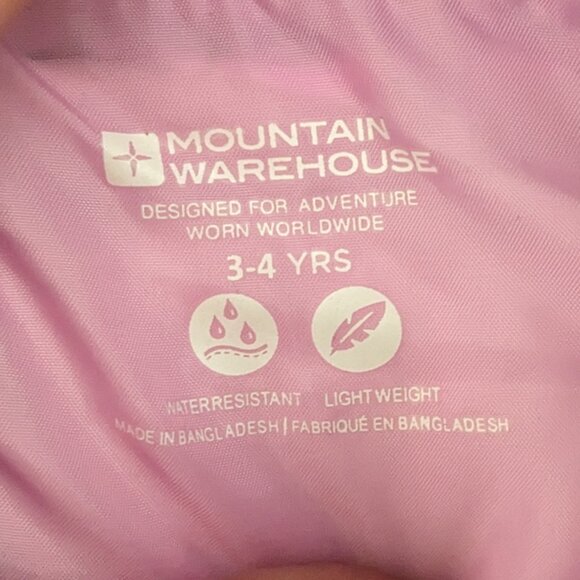 MOUNTAIN
WAREHOUSE
DESIGNED FOR ADVENTURE
WORN WORLDWIDE
3-4 YRS
WATERRESISTANT LIGHTWEIGHT
MADE IN BANGLADESH / FABRIQUÉ EN BANGLADESH